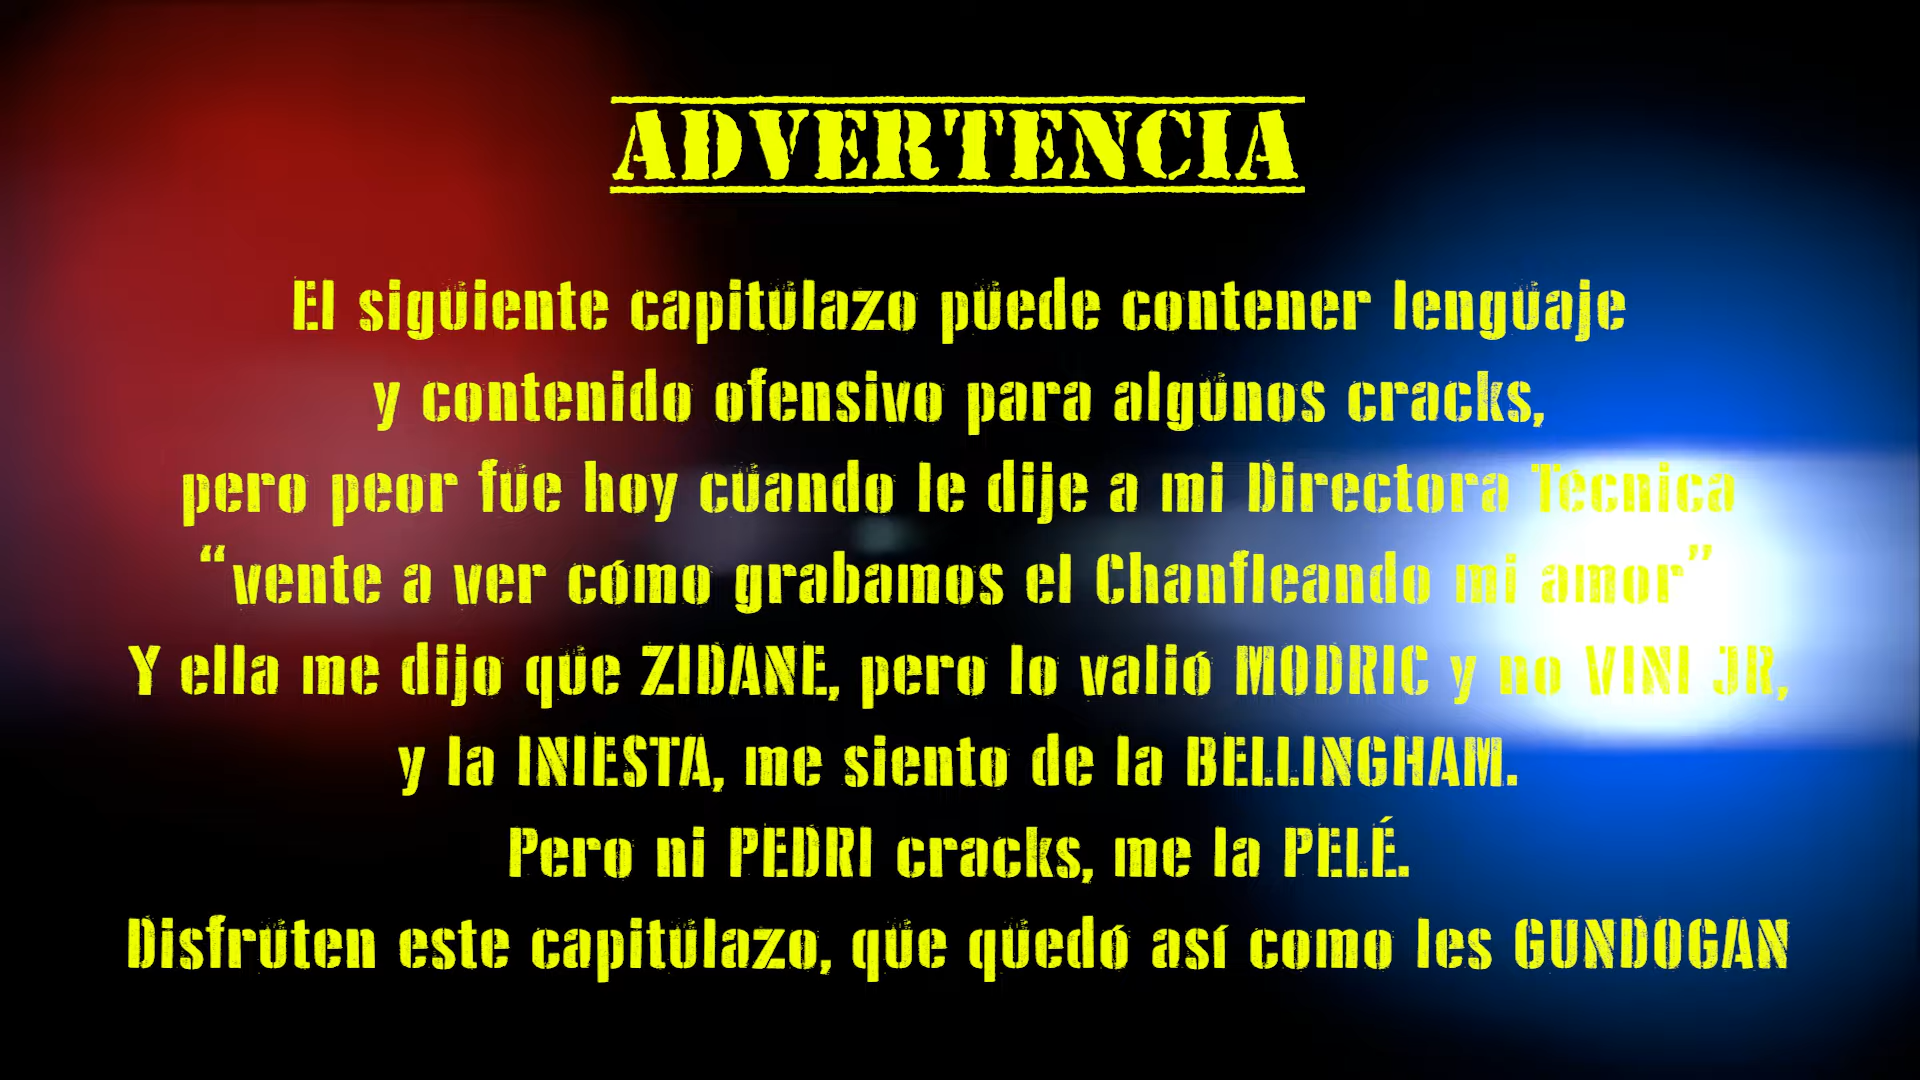 ADVERTENCIA
El siguiente capitulazo puede contener lenguaje
y contenido ofensivo para algunos cracks,
pero peor fue hoy cuando le dije a mi Directora Técnica
“vente a ver cómo grabamos el Chanfleando mi amor”
Y ella me dijo que ZIDANE, pero lo valió MODRIC y no VINI JR,
y la INIESTA, me siento de la BELLINGHAM.
Pero ni PEDRI cracks, me la PELÉ.
Disfruten este capitulazo, que quedó así como les GUNDOGAN